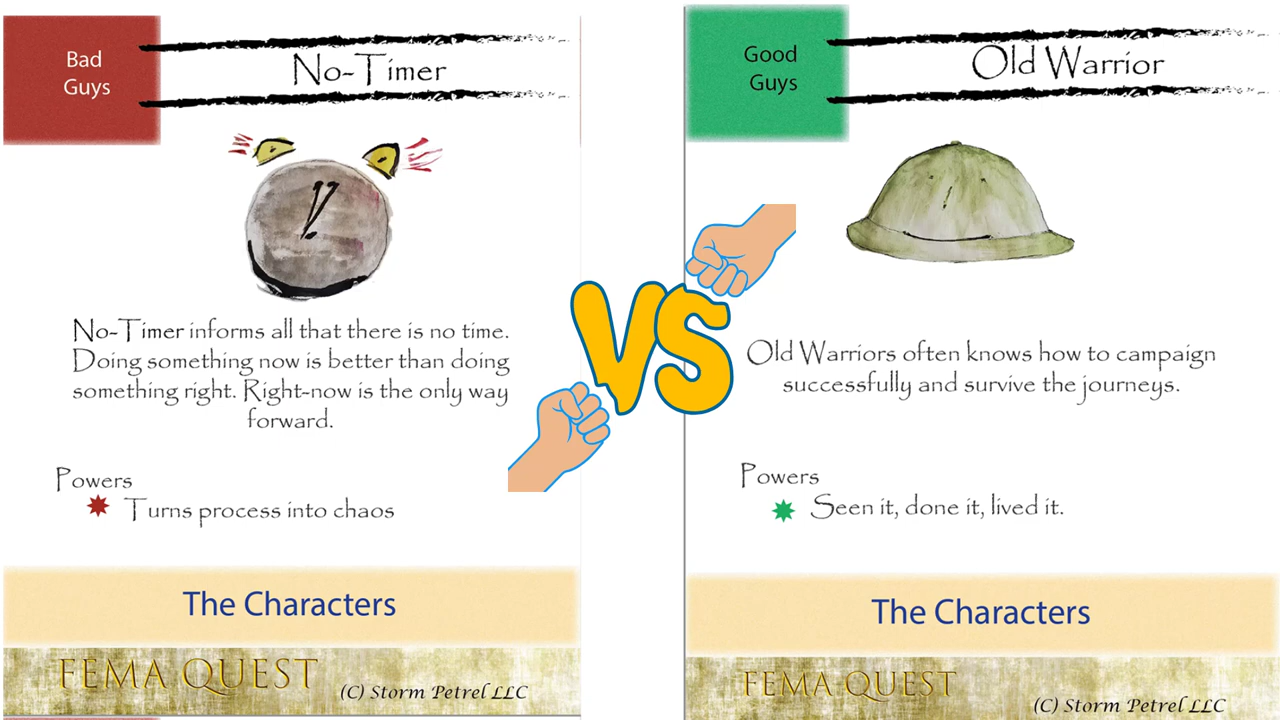 Bad
Guys
No-Timer
No-Timer informs all that there is no time.
Doing something now is better than doing
something right. Right-now is the only way
forward.
Powers
Turns process into chaos
The Characters
FEMA QUEST
(C) Storm Petrel LLC
VS
Good
Guys
Old Warrior
Old Warriors often knows how to campaign
successfully and survive the journeys.
Powers
Seen it, done it, lived it.
The Characters
FEMA QUEST
(C) Storm Petrel LLC